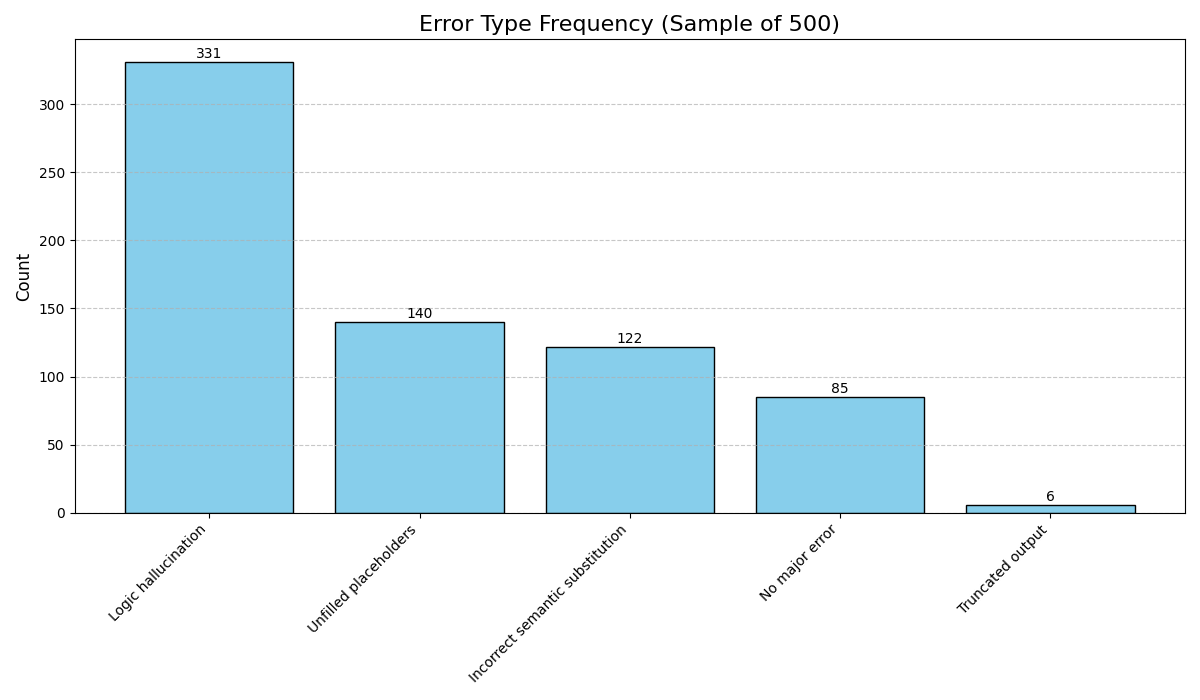 Error Type Frequency (Sample of 500)
Count
300
250
200
150
100
50
0
331
140
122
85
6
Logic hallucination
Unfilled placeholders
Incorrect semantic substitution
No major error
Truncated output